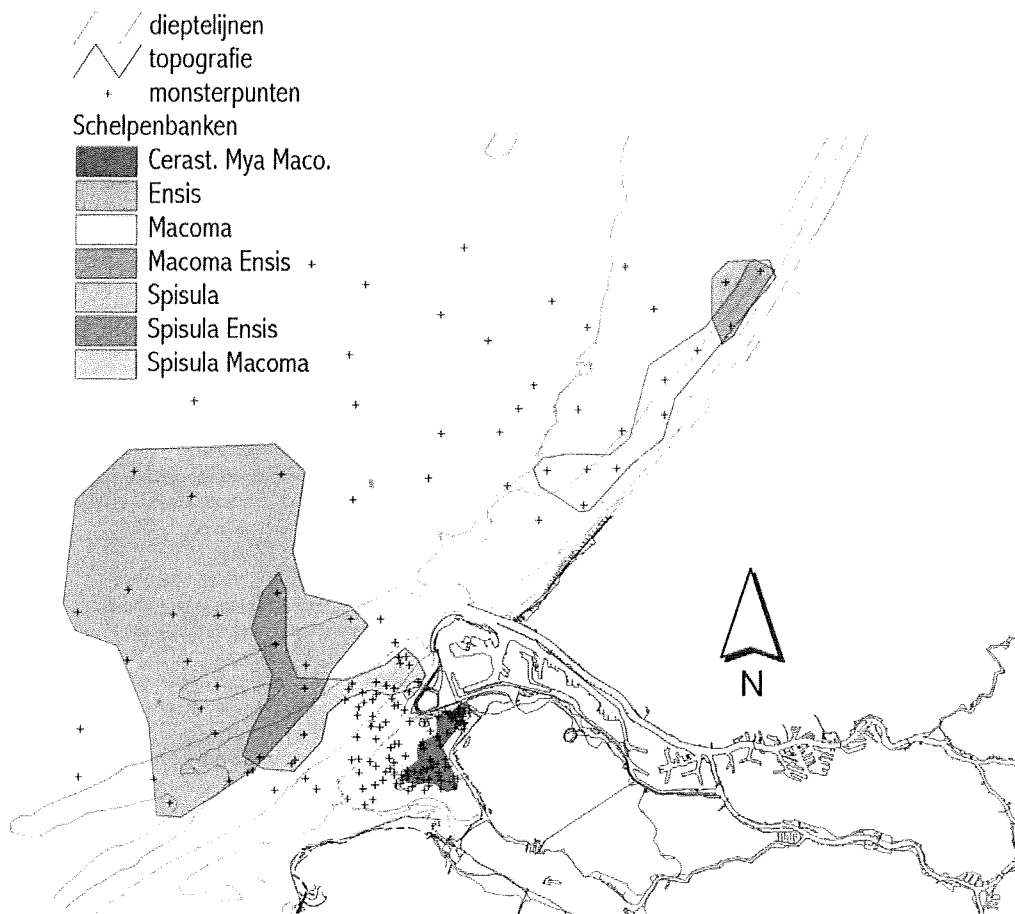 dieptelijnen
topografie
monsterpunten
Schelpenbanken
Cerast. Mya Maco.
Ensis
Macoma
Macoma Ensis
Spisula
Spisula Ensis
Spisula Macoma
N